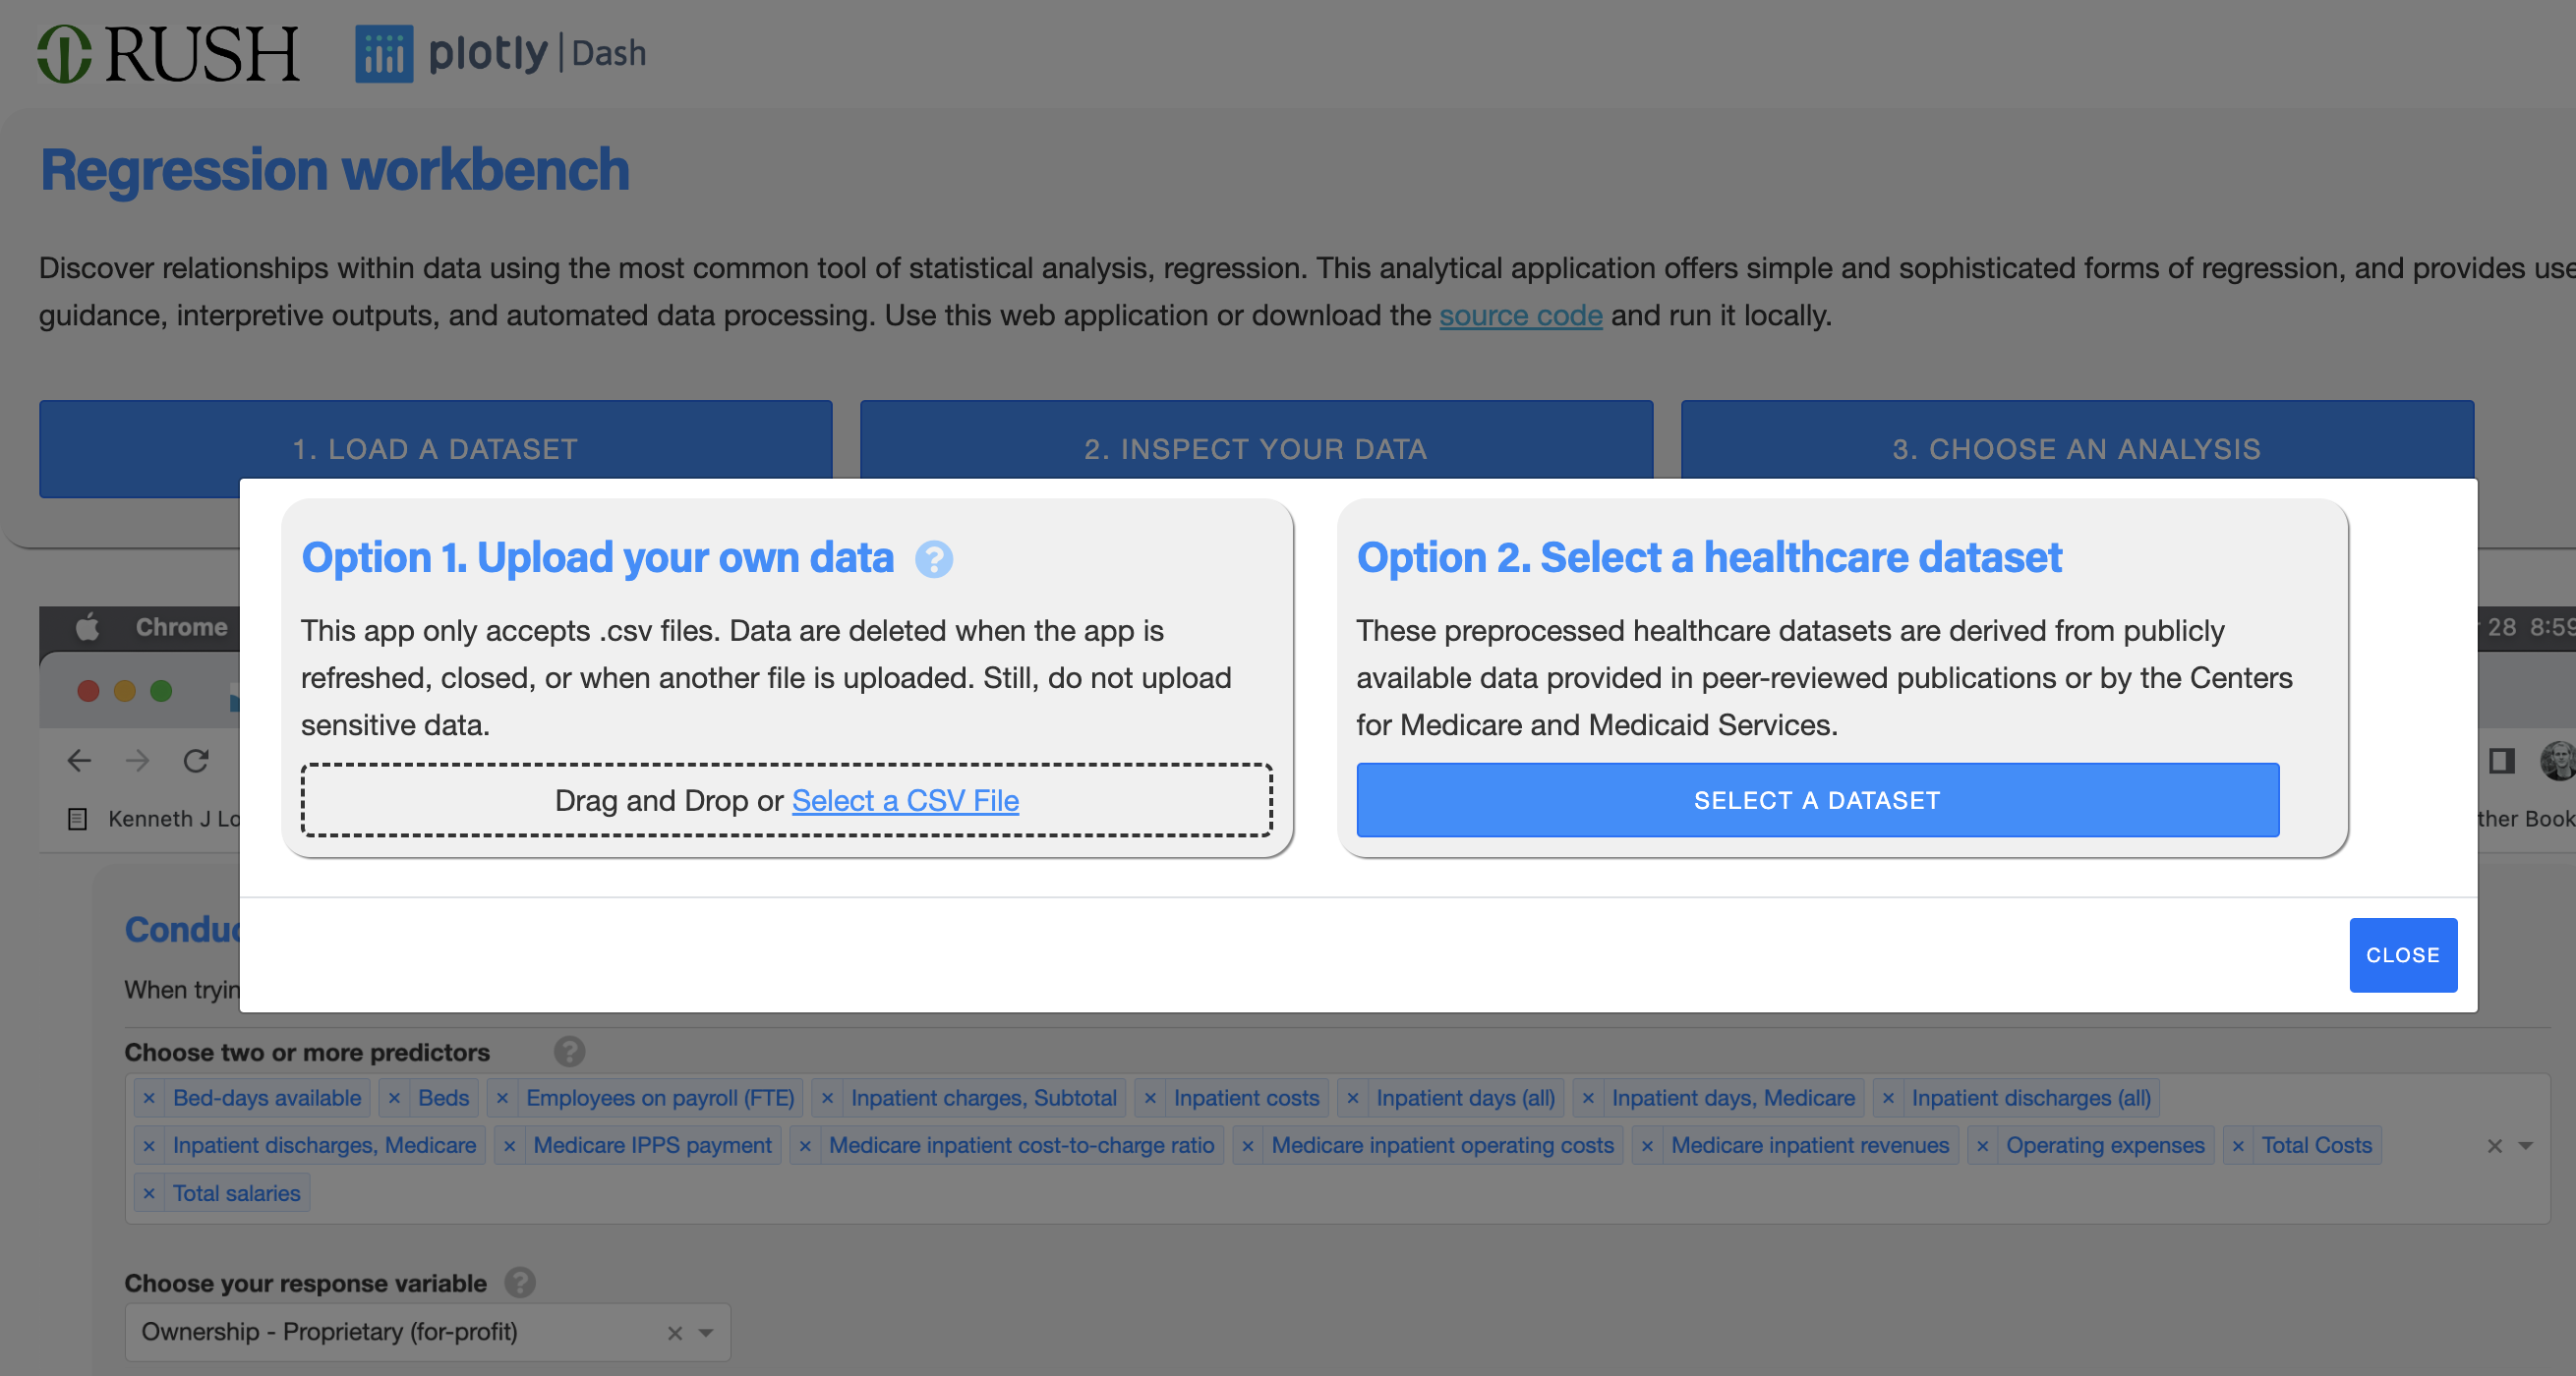 RUSH
plotly | Dash
Regression workbench
Discover relationships within data using the most common tool of statistical analysis, regression. This analytical application offers simple and sophisticated forms of regression, and provides use
guidance, interpretive outputs, and automated data processing. Use this web application or download the source code and run it locally.
1. LOAD A DATASET
2. INSPECT YOUR DATA
3. CHOOSE AN ANALYSIS
Option 1. Upload your own data ?
This app only accepts .csv files. Data are deleted when the app is
refreshed, closed, or when another file is uploaded. Still, do not upload
sensitive data.
Drag and Drop or Select a CSV File
Option 2. Select a healthcare dataset
These preprocessed healthcare datasets are derived from publicly
available data provided in peer-reviewed publications or by the Centers
for Medicare and Medicaid Services.
SELECT A DATASET
CLOSE
Chrome
28 8:59
Kenneth J Lo
ther Book
Conduc
When tryin
Choose two or more predictors ?
× Bed-days available × Beds × Employees on payroll (FTE) × Inpatient charges, Subtotal × Inpatient costs × Inpatient days (all) × Inpatient days, Medicare × Inpatient discharges (all)
× Inpatient discharges, Medicare × Medicare IPPS payment × Medicare inpatient cost-to-charge ratio × Medicare inpatient operating costs × Medicare inpatient revenues × Operating expenses × Total Costs ×
× Total salaries
Choose your response variable ?
Ownership - Proprietary (for-profit) ×